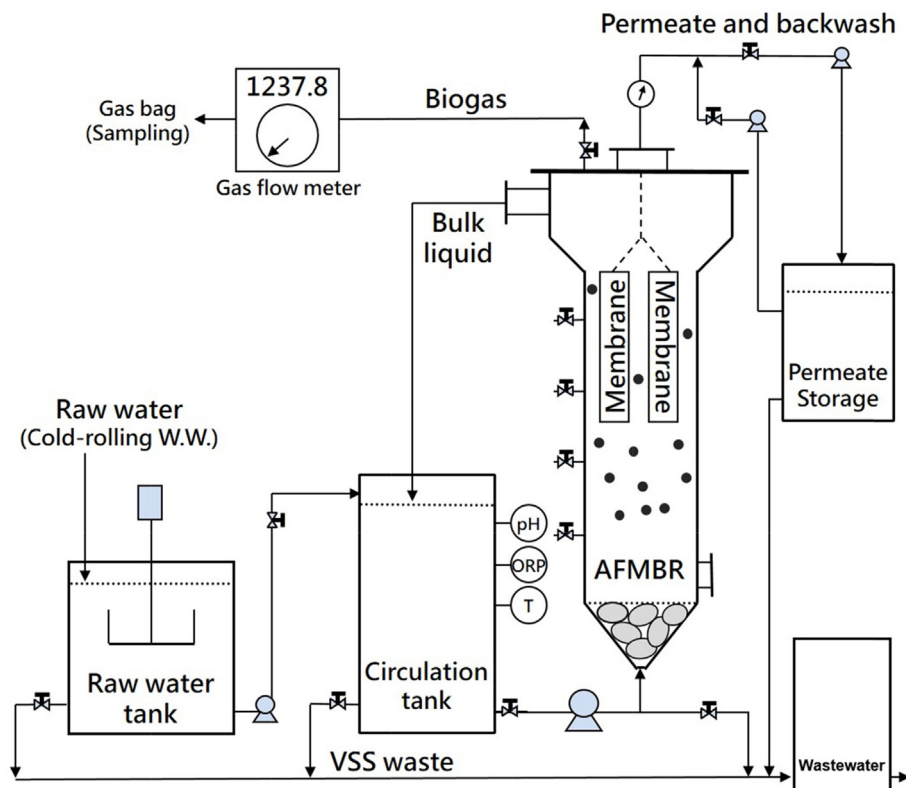 Permeate and backwash
1237.8
Biogas
Gas bag
(Sampling)
Gas flow meter
Bulk
liquid
Membrane
Membrane
Permeate
Storage
Raw water
(Cold-rolling W.W.)
pH
ORP
T
AFMBR
Raw water
tank
Circulation
tank
VSS waste
Wastewater